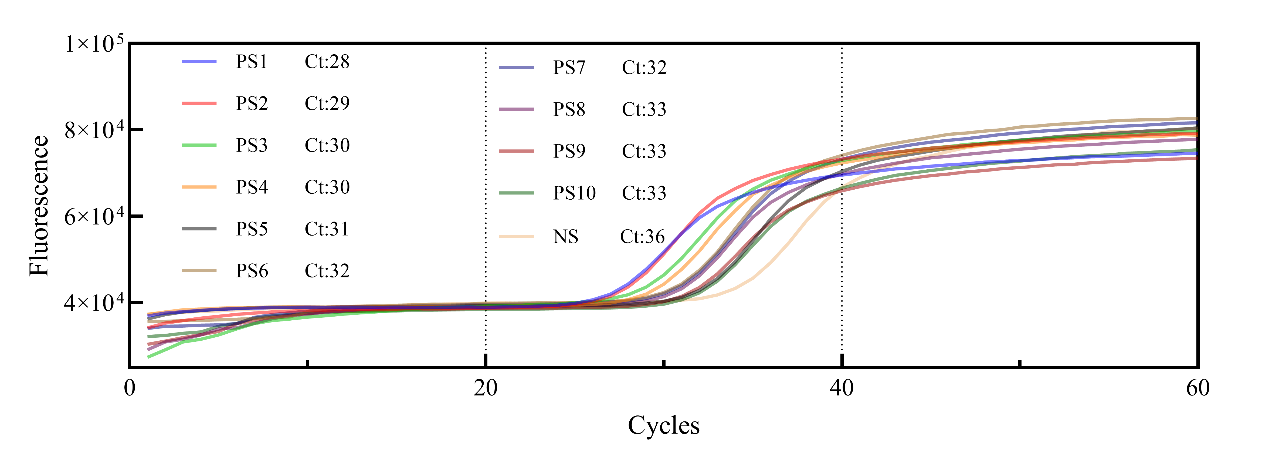 1×10⁵
8×10⁴
6×10⁴
4×10⁴
Fluorescence
PS1 Ct:28
PS2 Ct:29
PS3 Ct:30
PS4 Ct:30
PS5 Ct:31
PS6 Ct:32
PS7 Ct:32
PS8 Ct:33
PS9 Ct:33
PS10 Ct:33
NS Ct:36
0 20 40 60
Cycles